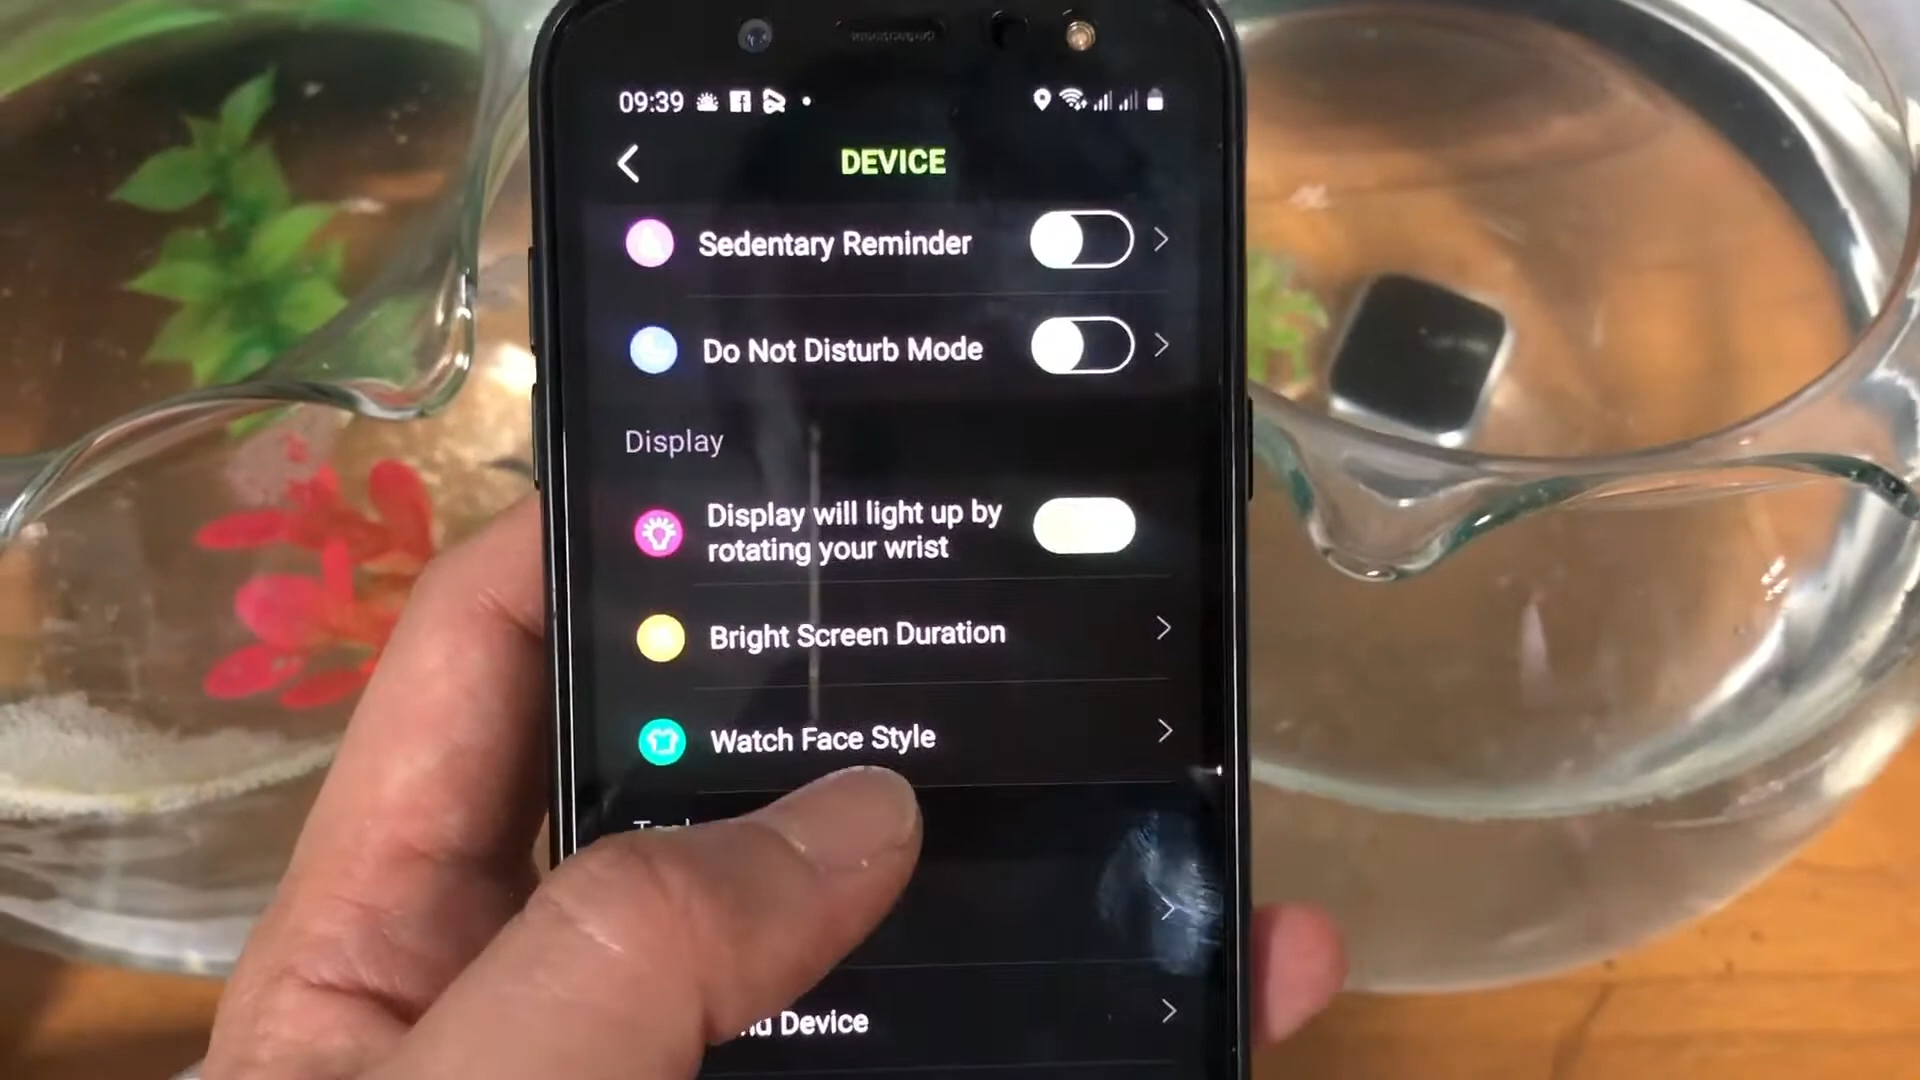 09:39
DEVICE
Sedentary Reminder
Do Not Disturb Mode
Display
Display will light up by
rotating your wrist
Bright Screen Duration
Watch Face Style
Device